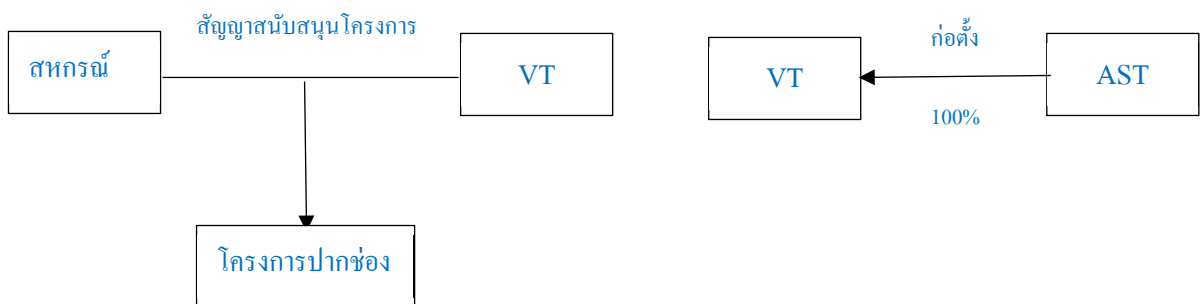 สัญญาสนับสนุนโครงการ
สหกรณ์
VT
ก่อตั้ง
VT
AST
100%
โครงการปากช่อง